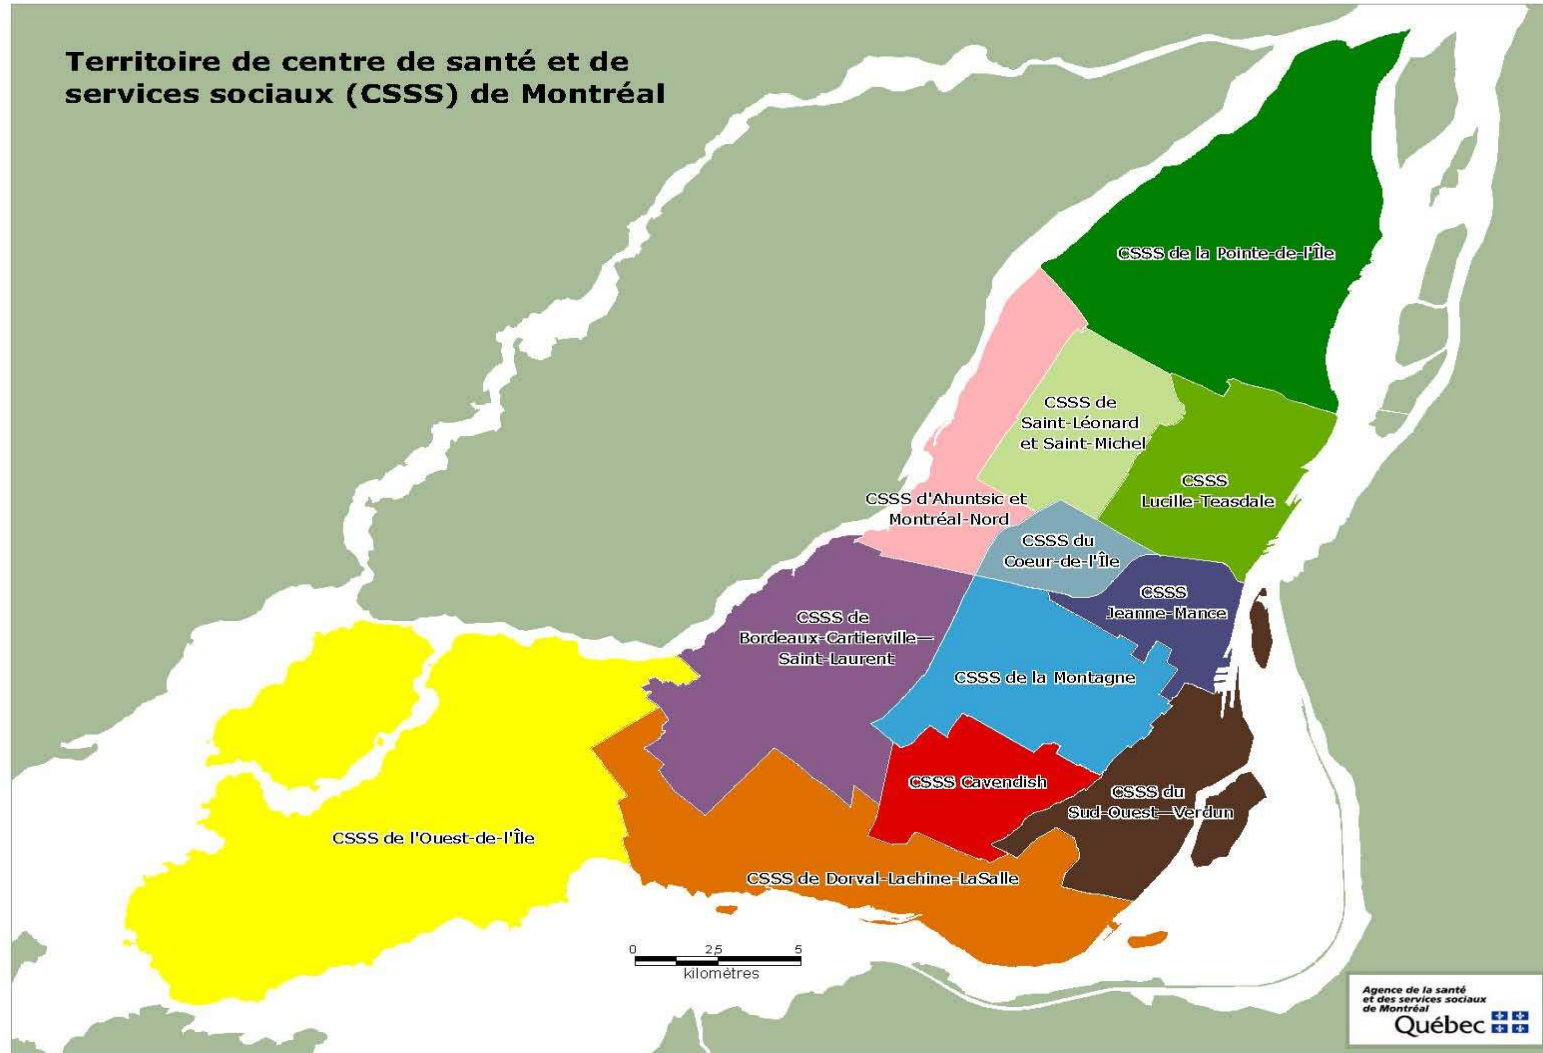 Territoire de centre de santé et de
services sociaux (CSSS) de Montréal
CSSS de la Pointe-de-l'Île
CSSS de
Saint-Léonard
et Saint-Michel
CSSS
Lucille-Teasdale
CSSS d'Ahuntsic et
Montréal-Nord
CSSS du
Coeur-de-l'Île
CSSS
Jeanne-Mance
CSSS de
Bordeaux-Cartierville—
Saint-Laurent
CSSS de la Montagne
CSSS Cavendish
CSSS du
Sud-Ouest—Verdun
CSSS de l'Ouest-de-l'Île
CSSS de Dorval-Lachine-LaSalle
0 2,5 5
kilomètres
Agence de la santé
et des services sociaux
de Montréal
Québec